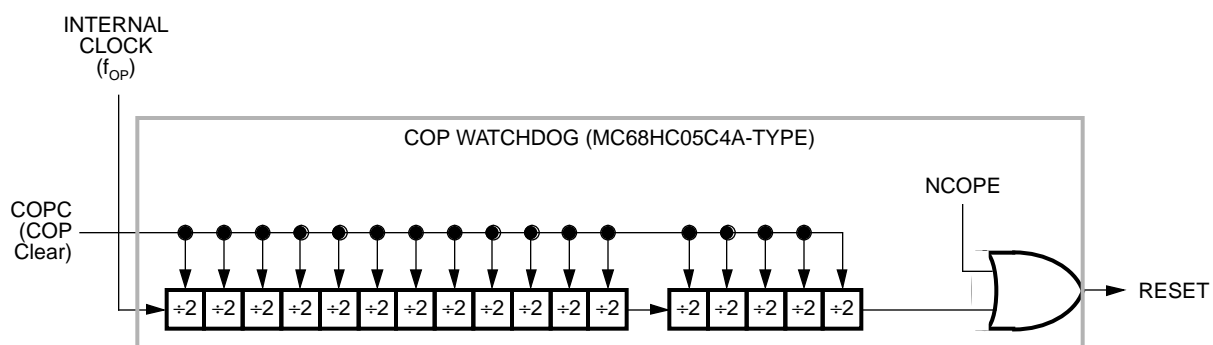 INTERNAL
CLOCK
(fOP)
COP WATCHDOG (MC68HC05C4A-TYPE)
NCOPE
COPC
(COP
Clear)
÷2 ÷2 ÷2 ÷2 ÷2 ÷2 ÷2 ÷2 ÷2 ÷2 ÷2 ÷2 ÷2 ÷2 ÷2 ÷2 ÷2
RESET